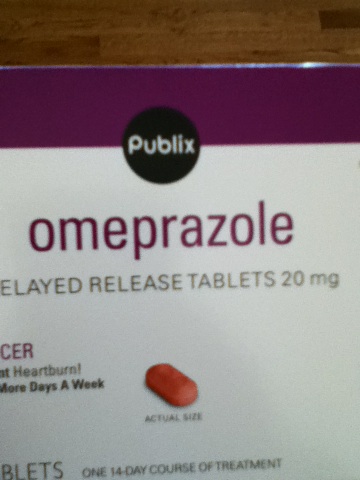 Publix
omeprazole
ELAYED RELEASE TABLETS 20 mg
CER
nt Heartburn!
More Days A Week
ACTUAL SIZE
BLETS ONE 14-DAY COURSE OF TREATMENT